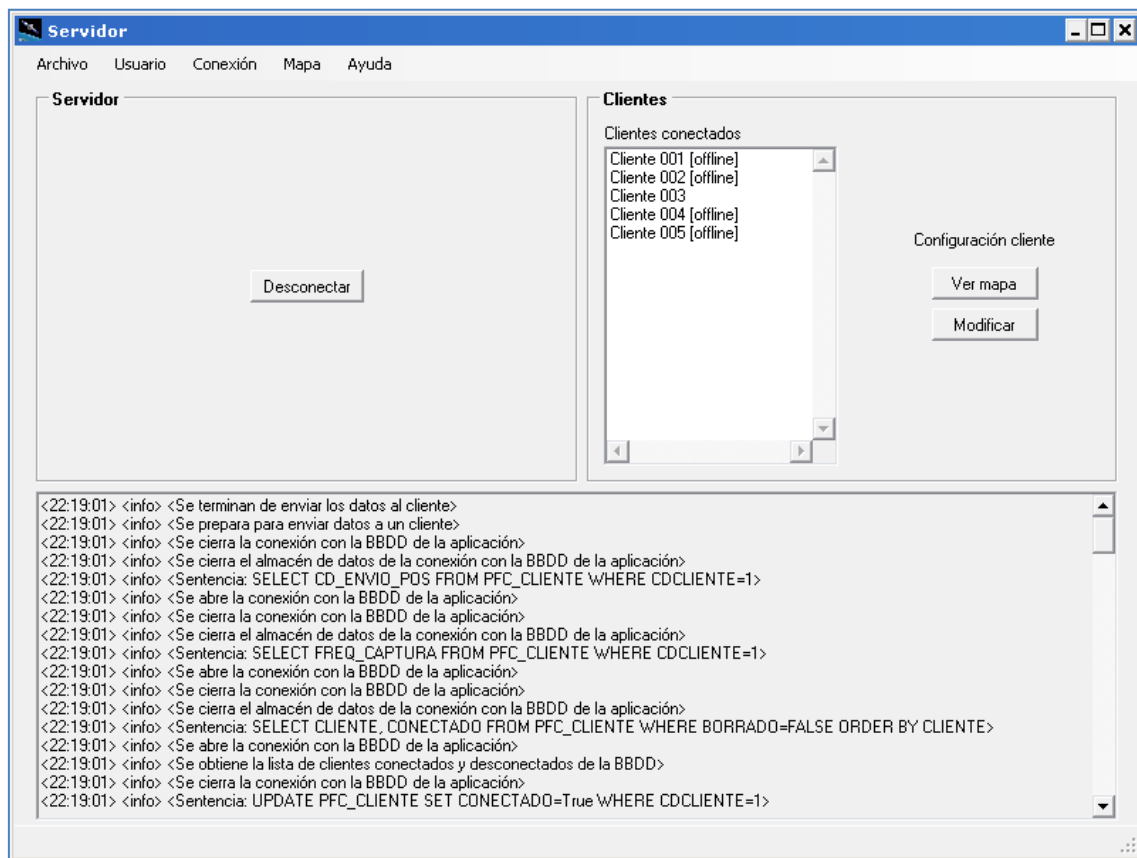 Servidor
Archivo Usuario Conexión Mapa Ayuda
Servidor
Desconectar
Clientes
Clientes conectados
Cliente 001 [offline]
Cliente 002 [offline]
Cliente 003
Cliente 004 [offline]
Cliente 005 [offline]
Configuración cliente
Ver mapa
Modificar
<22:19:01> <info> <Se terminan de enviar los datos al cliente>
<22:19:01> <info> <Se prepara para enviar datos a un cliente>
<22:19:01> <info> <Se cierra la conexión con la BBDD de la aplicación>
<22:19:01> <info> <Se cierra el almacén de datos de la conexión con la BBDD de la aplicación>
<22:19:01> <info> <Sentencia: SELECT CD_ENVIO_POS FROM PFC_CLIENTE WHERE CDCLIENTE=1>
<22:19:01> <info> <Se abre la conexión con la BBDD de la aplicación>
<22:19:01> <info> <Se cierra la conexión con la BBDD de la aplicación>
<22:19:01> <info> <Se cierra el almacén de datos de la conexión con la BBDD de la aplicación>
<22:19:01> <info> <Sentencia: SELECT FREQ_CAPTURA FROM PFC_CLIENTE WHERE CDCLIENTE=1>
<22:19:01> <info> <Se abre la conexión con la BBDD de la aplicación>
<22:19:01> <info> <Se cierra la conexión con la BBDD de la aplicación>
<22:19:01> <info> <Se cierra el almacén de datos de la conexión con la BBDD de la aplicación>
<22:19:01> <info> <Sentencia: SELECT CLIENTE, CONECTADO FROM PFC_CLIENTE WHERE BORRADO=FALSE ORDER BY CLIENTE>
<22:19:01> <info> <Se abre la conexión con la BBDD de la aplicación>
<22:19:01> <info> <Se obtiene la lista de clientes conectados y desconectados de la BBDD>
<22:19:01> <info> <Se cierra la conexión con la BBDD de la aplicación>
<22:19:01> <info> <Sentencia: UPDATE PFC_CLIENTE SET CONECTADO=True WHERE CDCLIENTE=1>